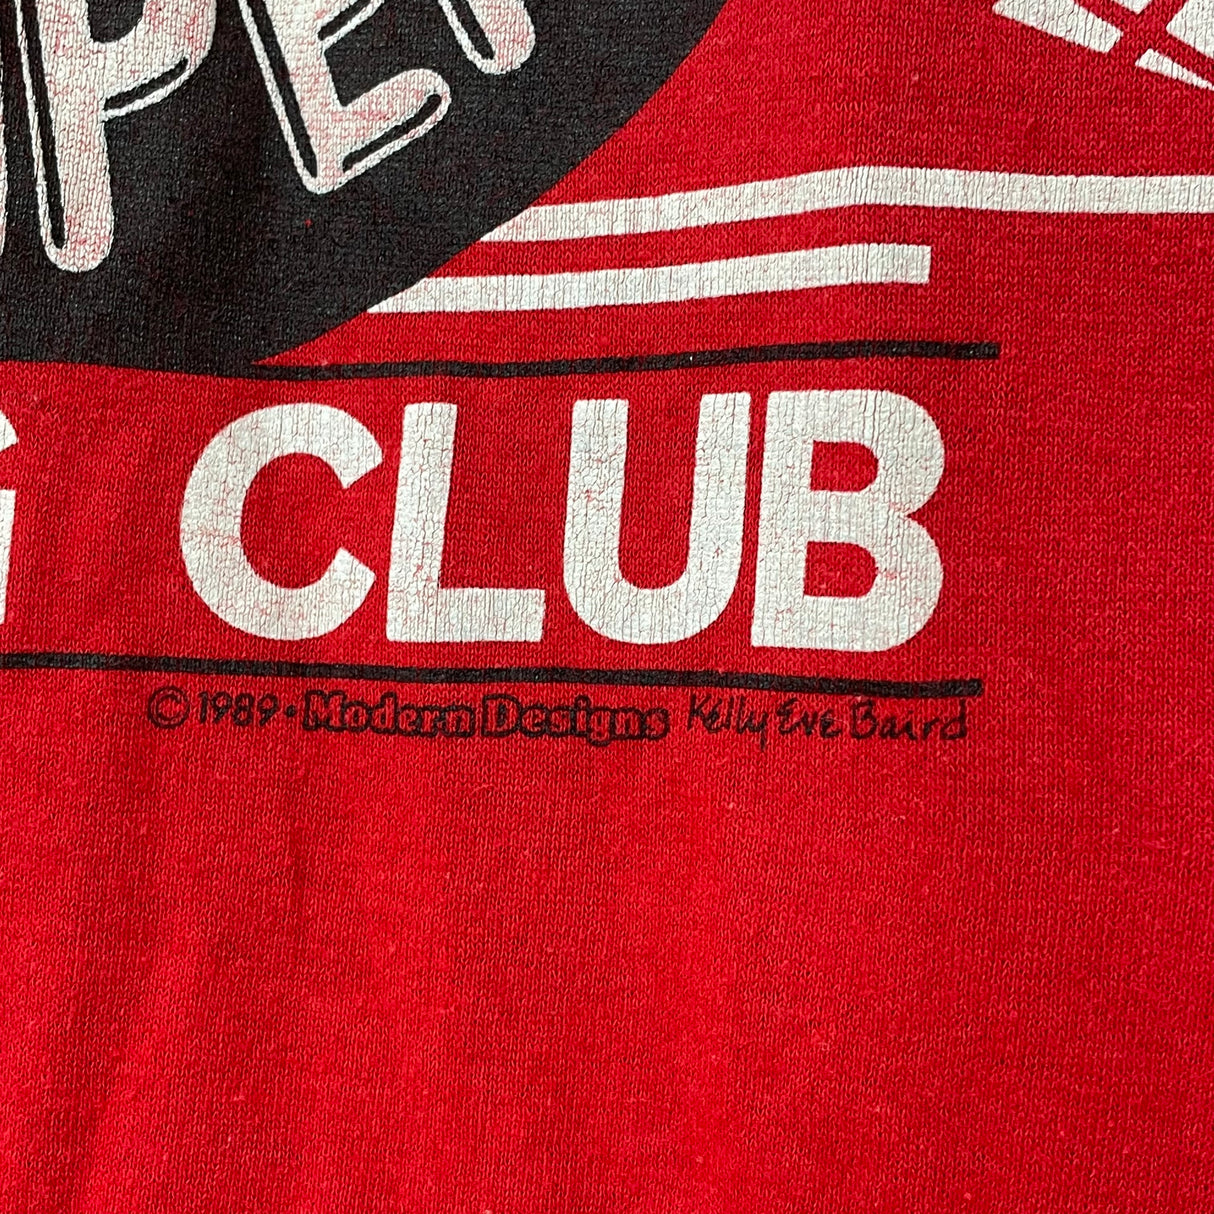 CLUB
© 1989 • Modern Designs Kelly Eve Baird